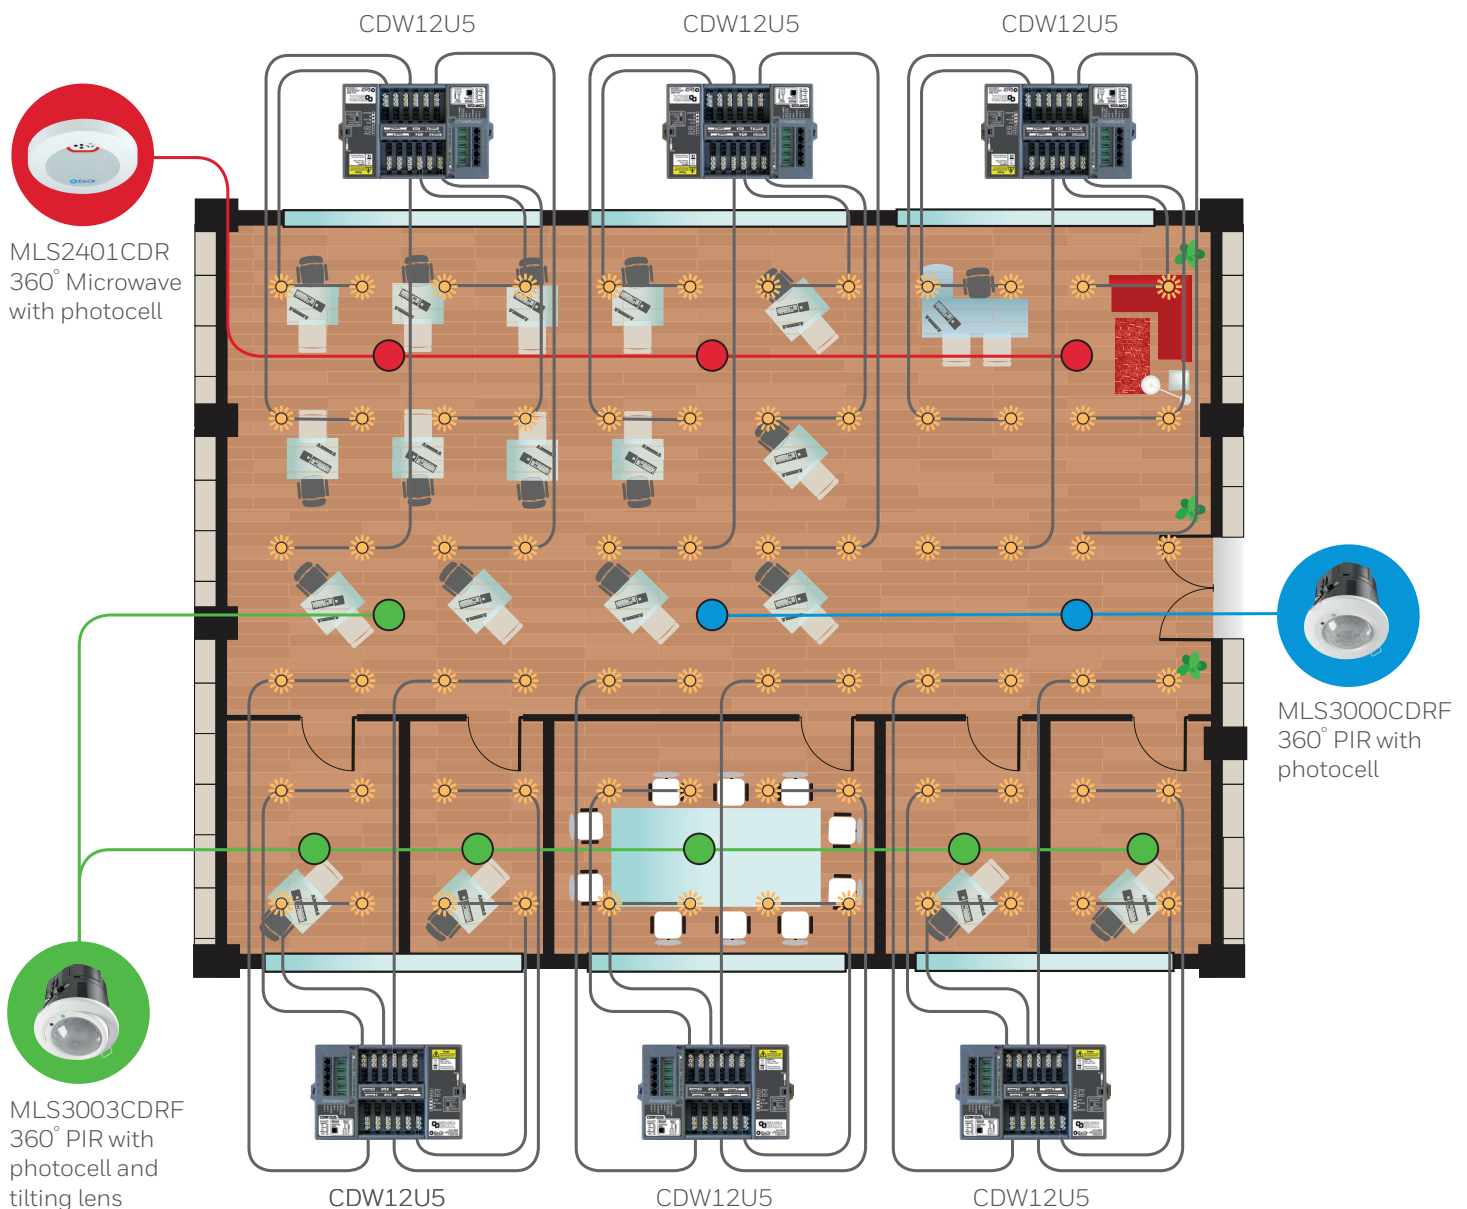 CDW12U5
CDW12U5
CDW12U5
MLS2401CDR
360° Microwave
with photocell
MLS3000CDRF
360° PIR with
photocell
MLS3003CDRF
360° PIR with
photocell and
tilting lens
CDW12U5
CDW12U5
CDW12U5